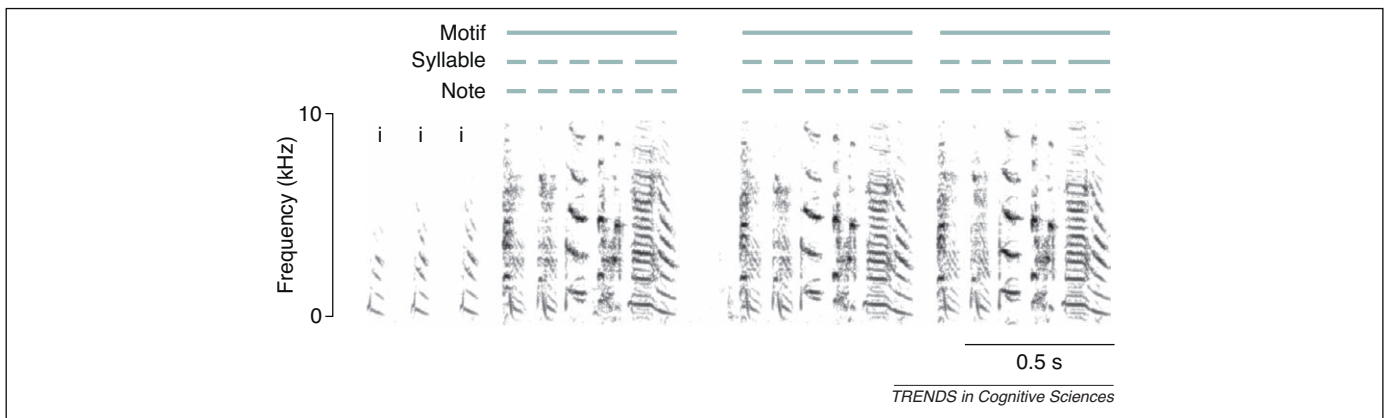 Motif
Syllable
Note
10
i i i
Frequency (kHz)
0
0.5 s
TRENDS in Cognitive Sciences